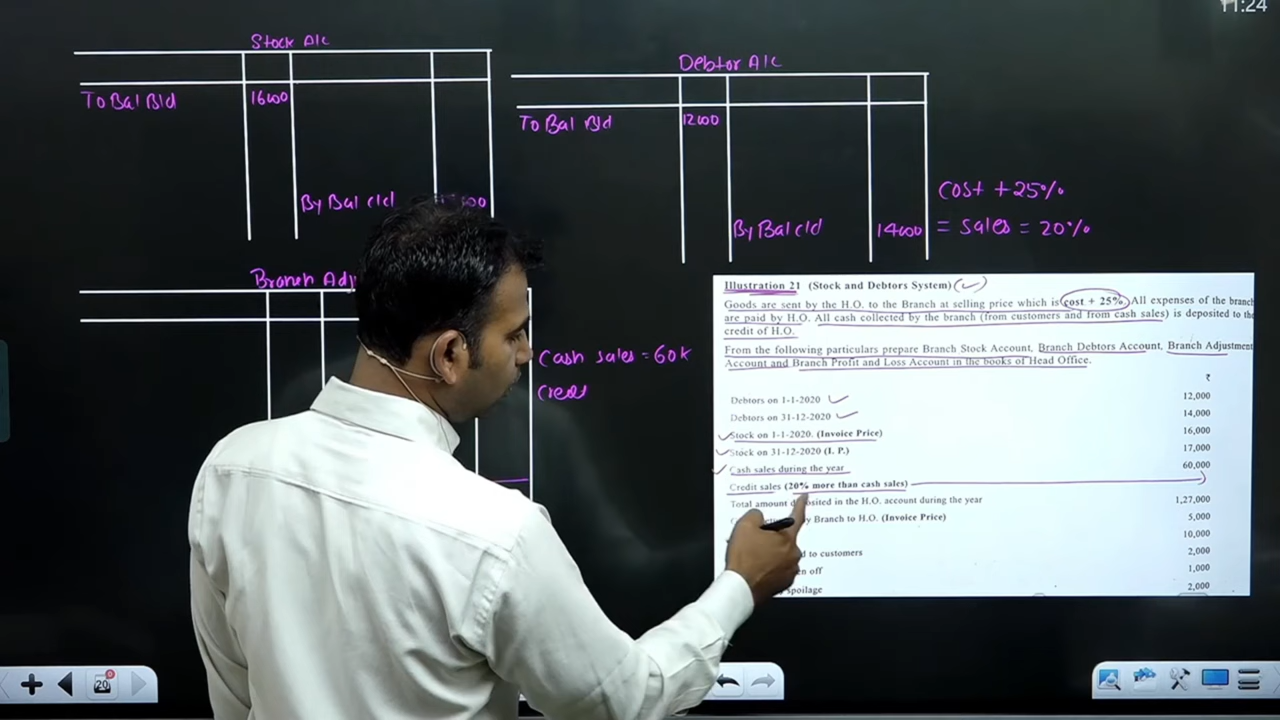 11:24
Stock A/c
To Bal B/d 16000
By Bal c/d
Debtor A/c
To Bal B/d 12000
By Bal c/d 14000
Cost + 25%
= Sales = 20%
Branch Adj
Cash sales = 60k
Cred
Illustration 21 (Stock and Debtors System)
Goods are sent by the H.O. to the Branch at selling price which is cost + 25%. All expenses of the branch
are paid by H.O. All cash collected by the branch (from customers and from cash sales) is deposited to the
credit of H.O.
From the following particulars prepare Branch Stock Account, Branch Debtors Account, Branch Adjustment
Account and Branch Profit and Loss Account in the books of Head Office.
₹
Debtors on 1-1-2020 12,000
Debtors on 31-12-2020 14,000
Stock on 1-1-2020. (Invoice Price) 16,000
Stock on 31-12-2020 (I. P.) 17,000
Cash sales during the year 60,000
Credit sales (20% more than cash sales)
Total amount deposited in the H.O. account during the year 1,27,000
by Branch to H.O. (Invoice Price) 5,000
10,000
to customers 2,000
off 1,000
spoilage 2,000
20